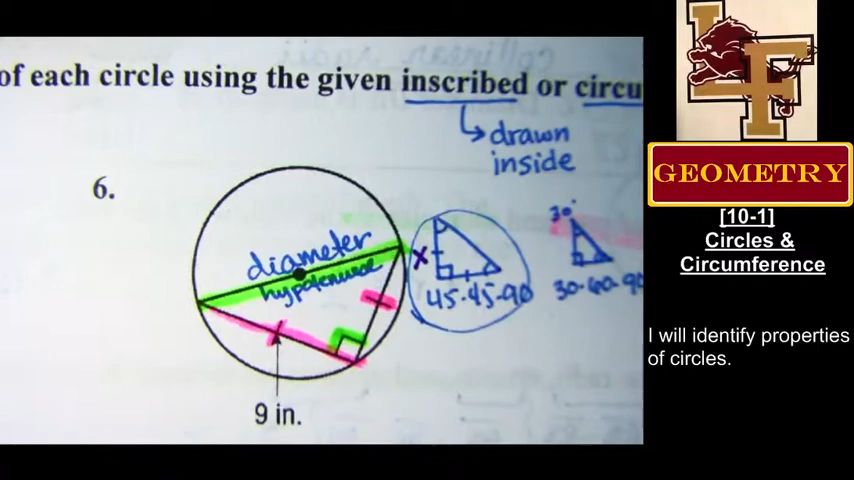 of each circle using the given inscribed or circu
drawn
inside
6.
diameter
hypotenuse
9 in.
x
45-45-90
30°
30-60-90
LF
GEOMETRY
[10-1]
Circles &
Circumference
I will identify properties
of circles.